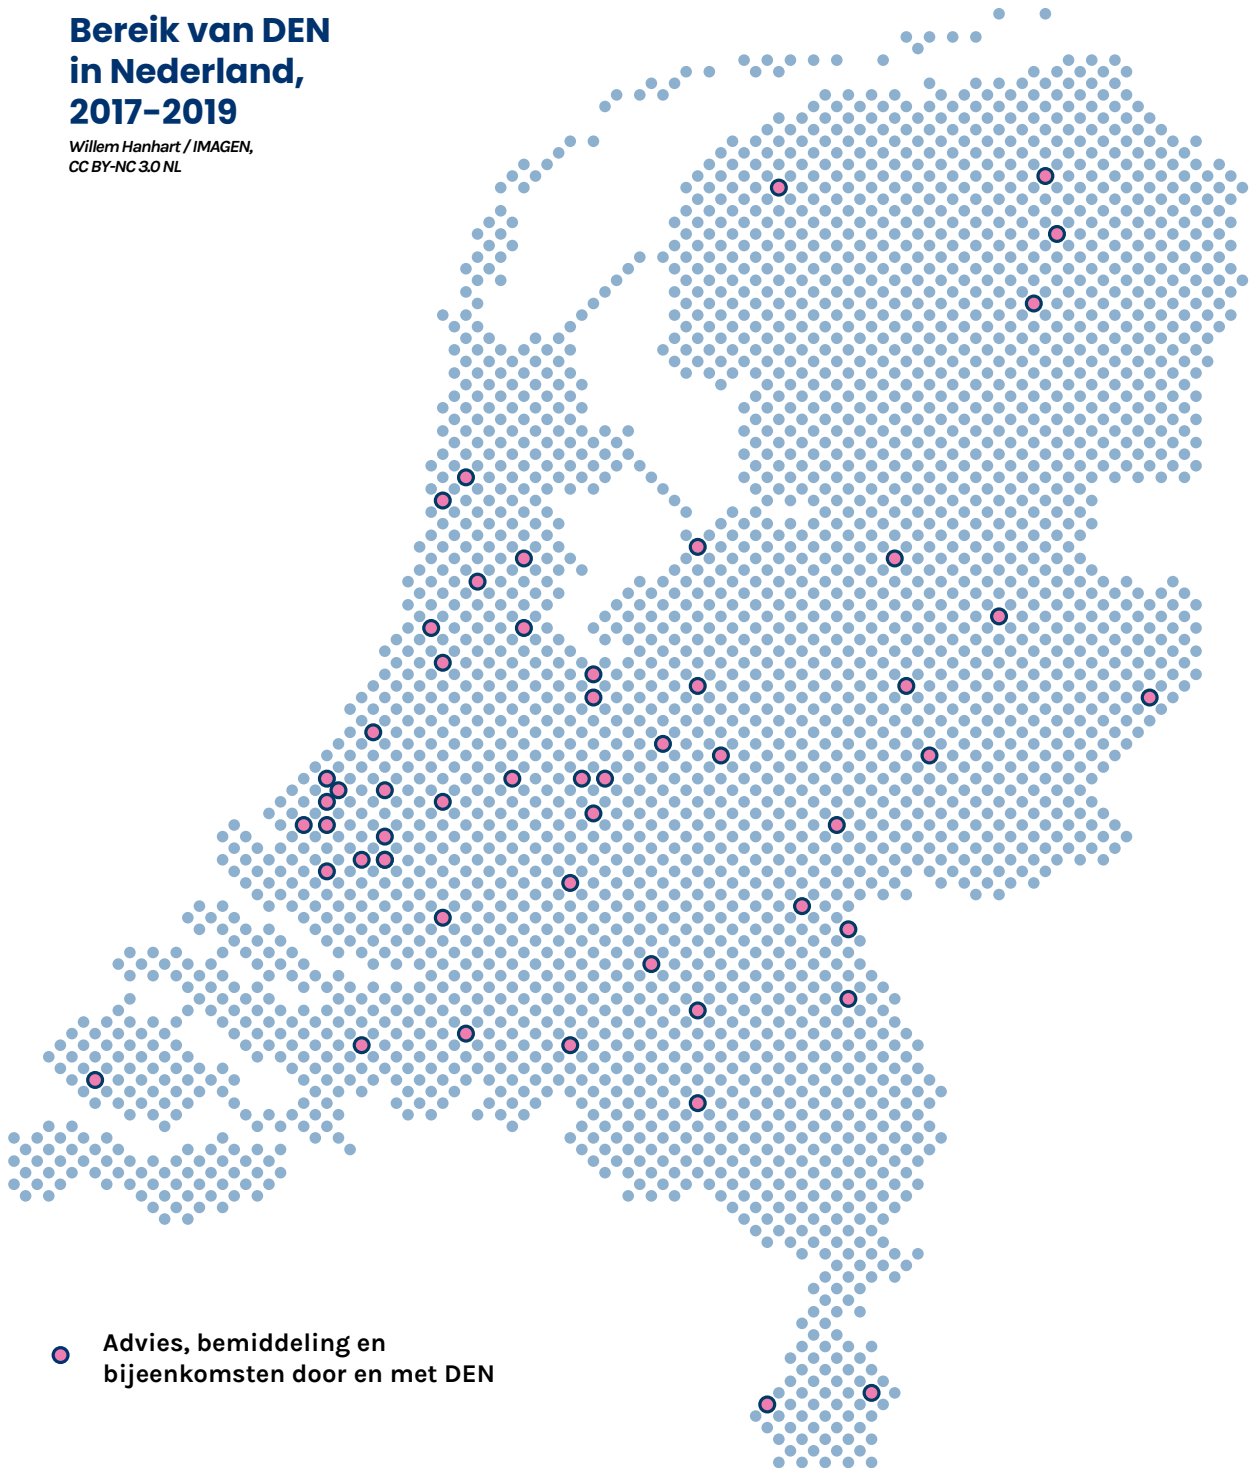 Bereik van DEN
in Nederland,
2017-2019
Willem Hanhart / IMAGEN,
CC BY-NC 3.0 NL
Advies, bemiddeling en
bijeenkomsten door en met DEN